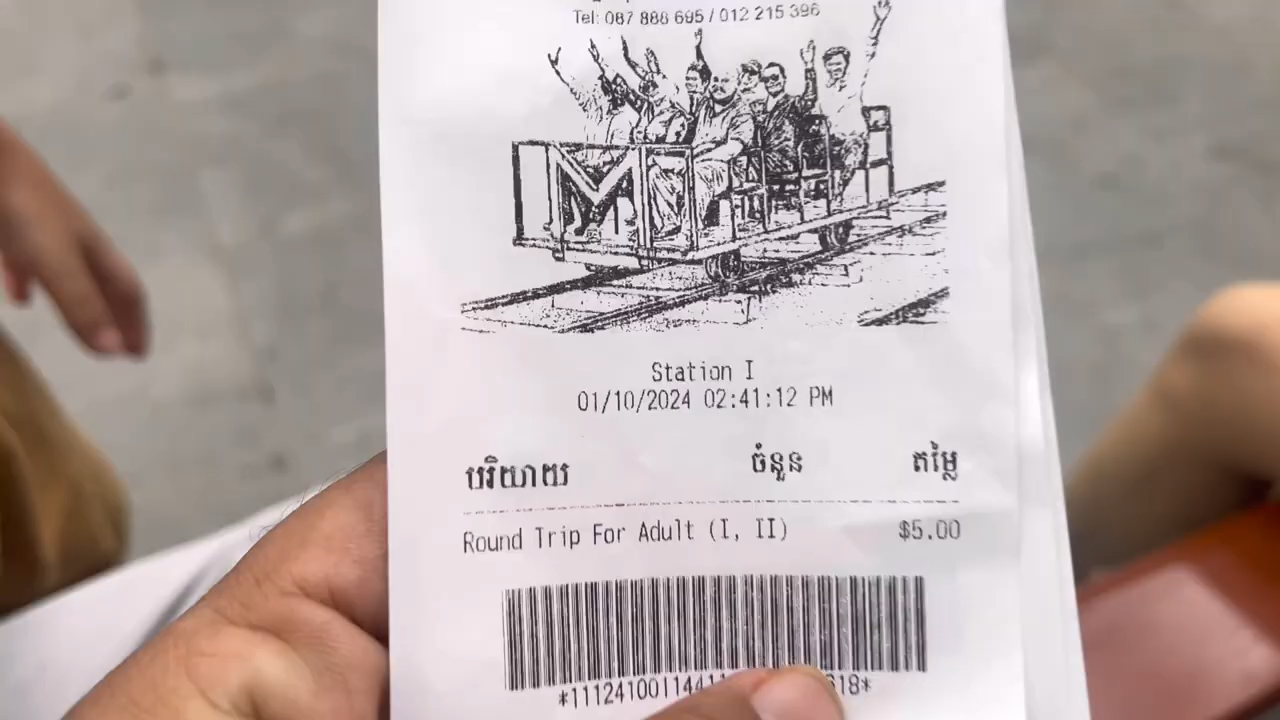 Tel: 087 888 695 / 012 215 396
M
Station I
01/10/2024 02:41:12 PM
បរិយាយ ចំនួន តម្លៃ
Round Trip For Adult (I, II) $5.00